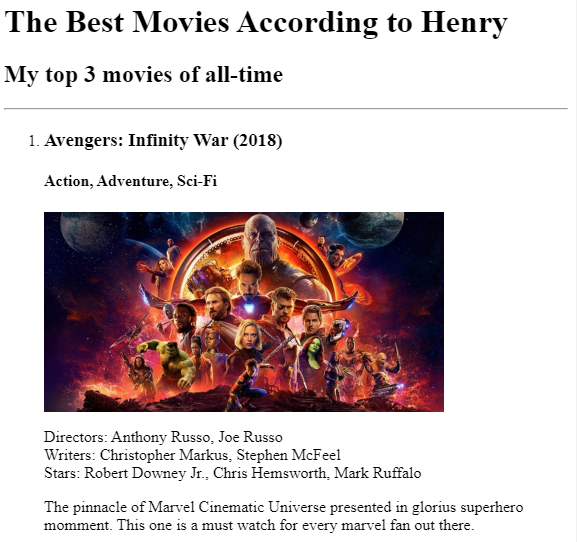 The Best Movies According to Henry
My top 3 movies of all-time
1. Avengers: Infinity War (2018)
Action, Adventure, Sci-Fi
Directors: Anthony Russo, Joe Russo
Writers: Christopher Markus, Stephen McFeel
Stars: Robert Downey Jr., Chris Hemsworth, Mark Ruffalo
The pinnacle of Marvel Cinematic Universe presented in glorius superhero
momment. This one is a must watch for every marvel fan out there.